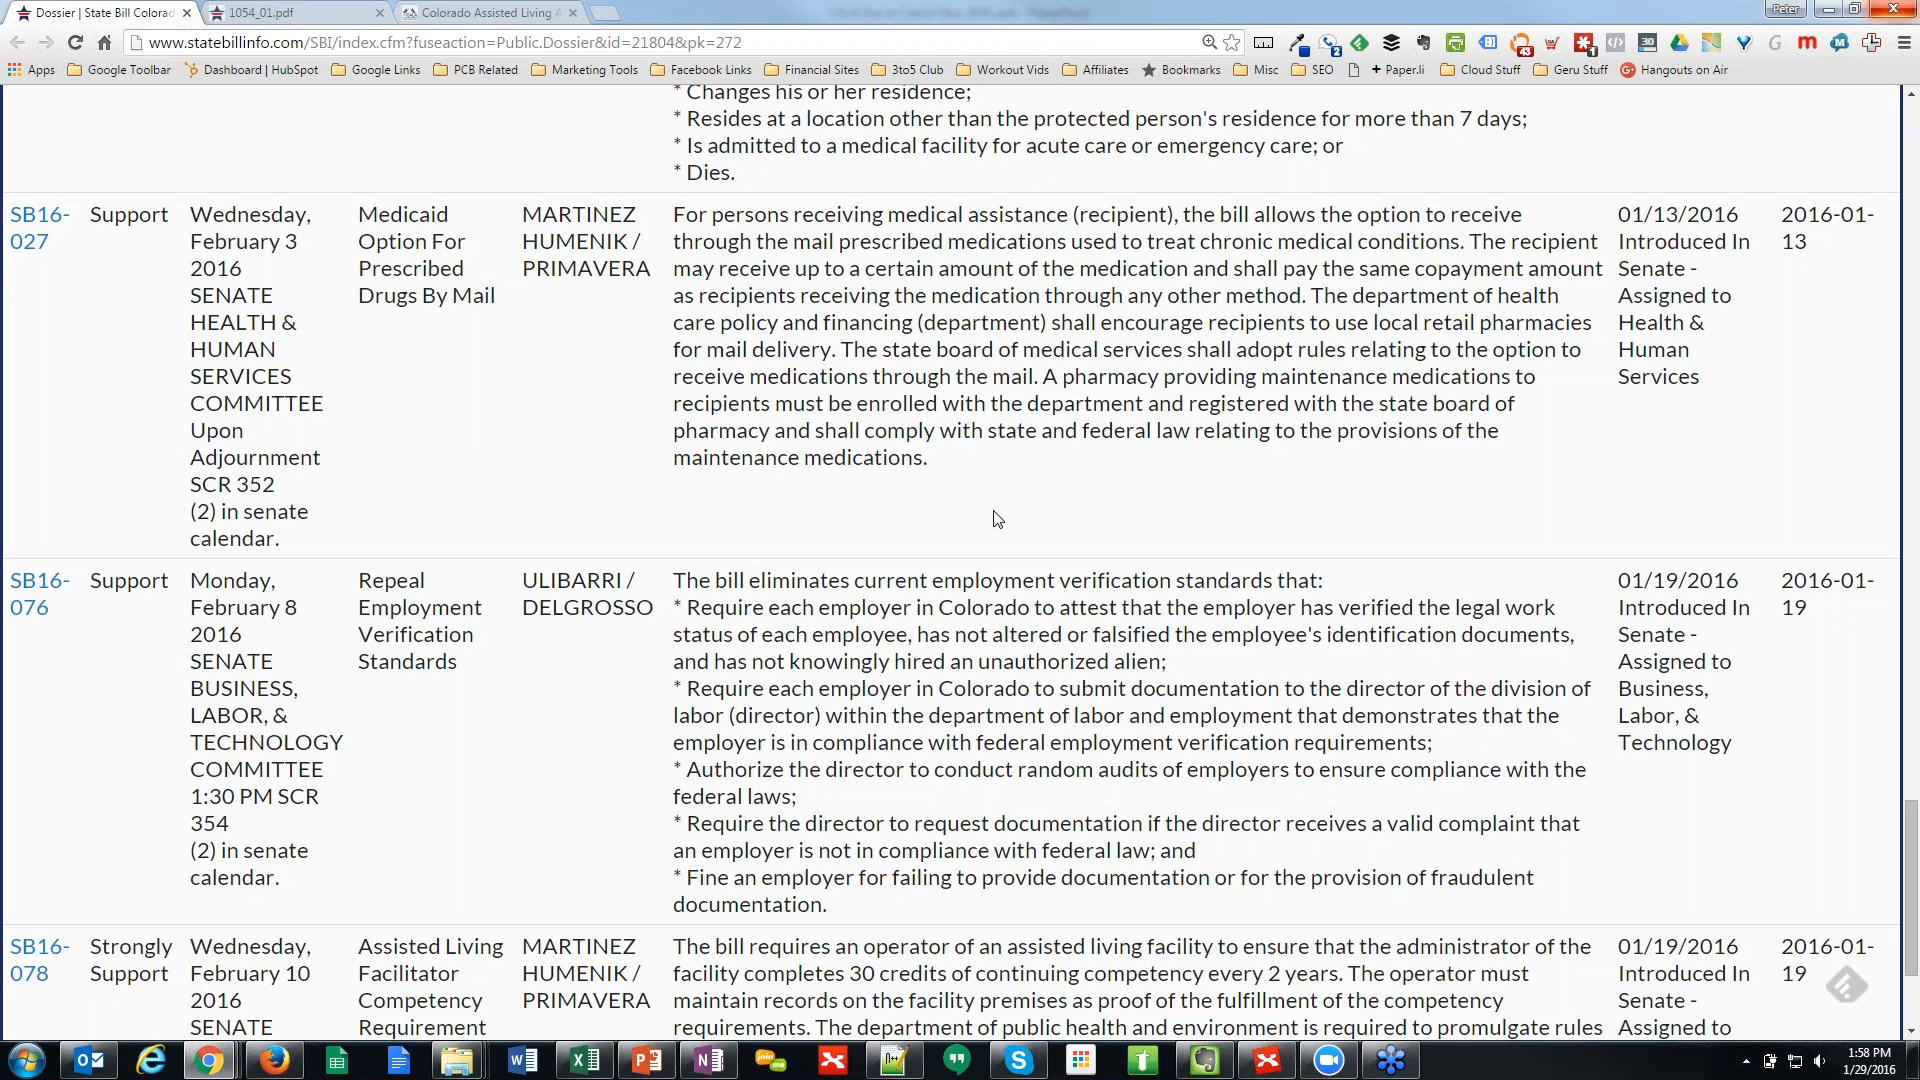 Dossier | State Bill Colorad
1054_01.pdf
Colorado Assisted Living A
Peter
www.statebillinfo.com/SBI/index.cfm?fuseaction=Public.Dossier&id=21804&pk=272
Apps
Google Toolbar
Dashboard | HubSpot
Google Links
PCB Related
Marketing Tools
Facebook Links
Financial Sites
3to5 Club
Workout Vids
Affiliates
Bookmarks
Misc
SEO
+ Paper.li
Cloud Stuff
Geru Stuff
Hangouts on Air
* Changes his or her residence;
* Resides at a location other than the protected person's residence for more than 7 days;
* Is admitted to a medical facility for acute care or emergency care; or
* Dies.
SB16-
027
Support
Wednesday,
February 3
2016
SENATE
HEALTH &
HUMAN
SERVICES
COMMITTEE
Upon
Adjournment
SCR 352
(2) in senate
calendar.
Medicaid
Option For
Prescribed
Drugs By Mail
MARTINEZ
HUMENIK /
PRIMAVERA
For persons receiving medical assistance (recipient), the bill allows the option to receive
through the mail prescribed medications used to treat chronic medical conditions. The recipient
may receive up to a certain amount of the medication and shall pay the same copayment amount
as recipients receiving the medication through any other method. The department of health
care policy and financing (department) shall encourage recipients to use local retail pharmacies
for mail delivery. The state board of medical services shall adopt rules relating to the option to
receive medications through the mail. A pharmacy providing maintenance medications to
recipients must be enrolled with the department and registered with the state board of
pharmacy and shall comply with state and federal law relating to the provisions of the
maintenance medications.
01/13/2016
Introduced In
Senate -
Assigned to
Health &
Human
Services
2016-01-
13
SB16-
076
Support
Monday,
February 8
2016
SENATE
BUSINESS,
LABOR, &
TECHNOLOGY
COMMITTEE
1:30 PM SCR
354
(2) in senate
calendar.
Repeal
Employment
Verification
Standards
ULIBARRI /
DELGROSSO
The bill eliminates current employment verification standards that:
* Require each employer in Colorado to attest that the employer has verified the legal work
status of each employee, has not altered or falsified the employee's identification documents,
and has not knowingly hired an unauthorized alien;
* Require each employer in Colorado to submit documentation to the director of the division of
labor (director) within the department of labor and employment that demonstrates that the
employer is in compliance with federal employment verification requirements;
* Authorize the director to conduct random audits of employers to ensure compliance with the
federal laws;
* Require the director to request documentation if the director receives a valid complaint that
an employer is not in compliance with federal law; and
* Fine an employer for failing to provide documentation or for the provision of fraudulent
documentation.
01/19/2016
Introduced In
Senate -
Assigned to
Business,
Labor, &
Technology
2016-01-
19
SB16-
078
Strongly
Support
Wednesday,
February 10
2016
SENATE
Assisted Living
Facilitator
Competency
Requirement
MARTINEZ
HUMENIK /
PRIMAVERA
The bill requires an operator of an assisted living facility to ensure that the administrator of the
facility completes 30 credits of continuing competency every 2 years. The operator must
maintain records on the facility premises as proof of the fulfillment of the competency
requirements. The department of public health and environment is required to promulgate rules
01/19/2016
Introduced In
Senate -
Assigned to
2016-01-
19
1:58 PM
1/29/2016